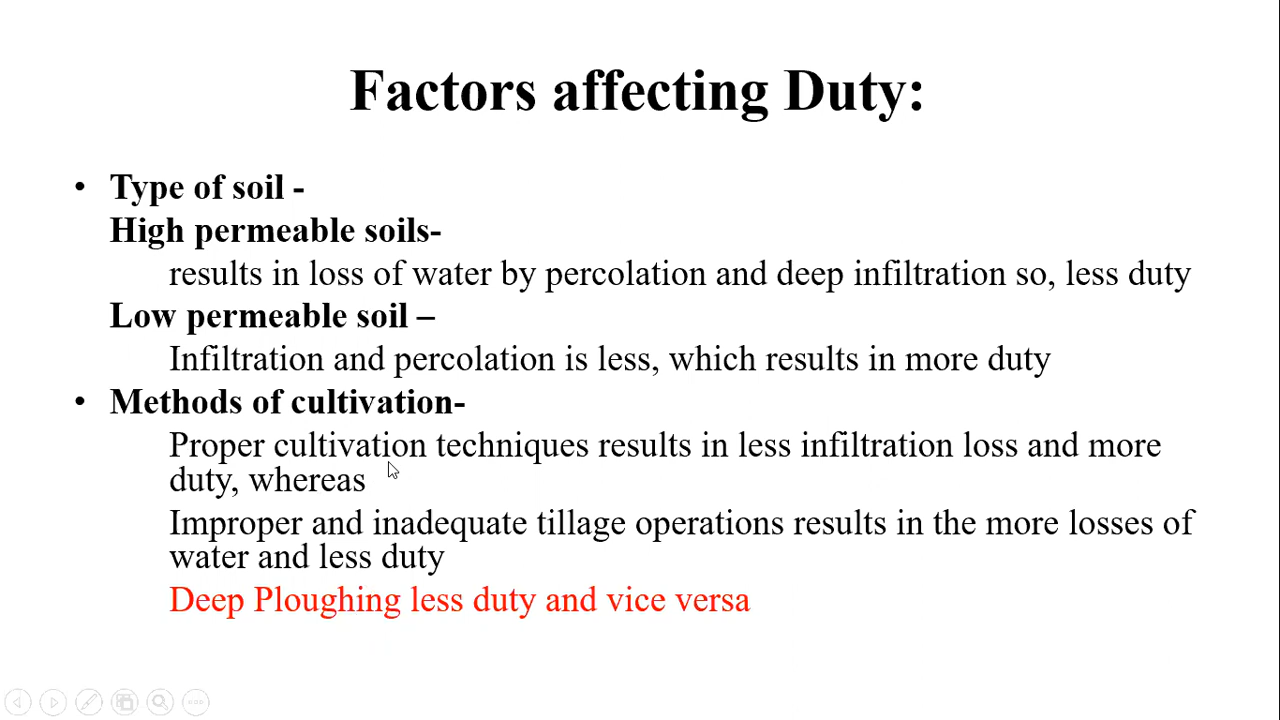 Factors affecting Duty:
• Type of soil -
High permeable soils-
results in loss of water by percolation and deep infiltration so, less duty
Low permeable soil –
Infiltration and percolation is less, which results in more duty
• Methods of cultivation-
Proper cultivation techniques results in less infiltration loss and more
duty, whereas
Improper and inadequate tillage operations results in the more losses of
water and less duty
Deep Ploughing less duty and vice versa